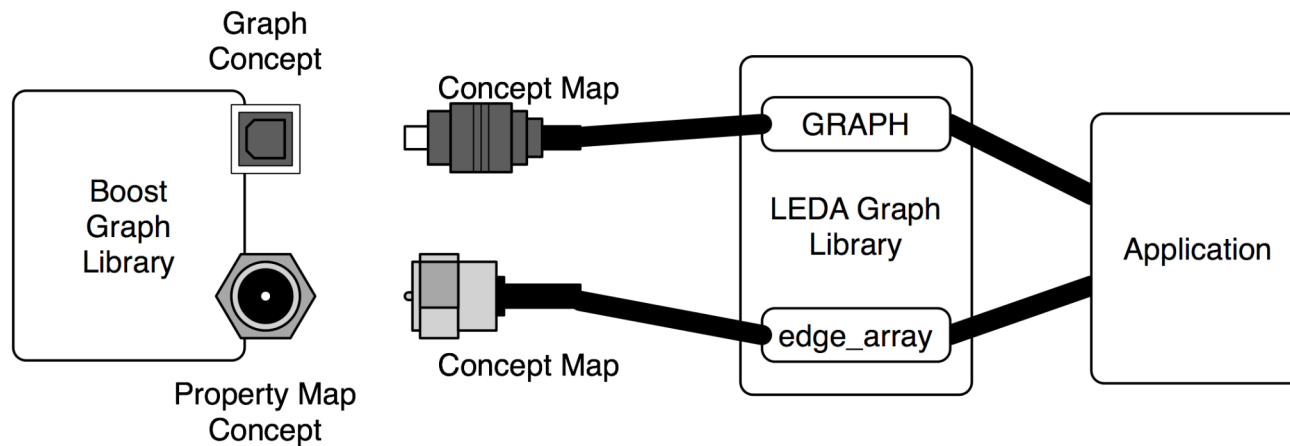 Graph
Concept
Boost
Graph
Library
Property Map
Concept
Concept Map
Concept Map
GRAPH
LEDA Graph
Library
edge_array
Application